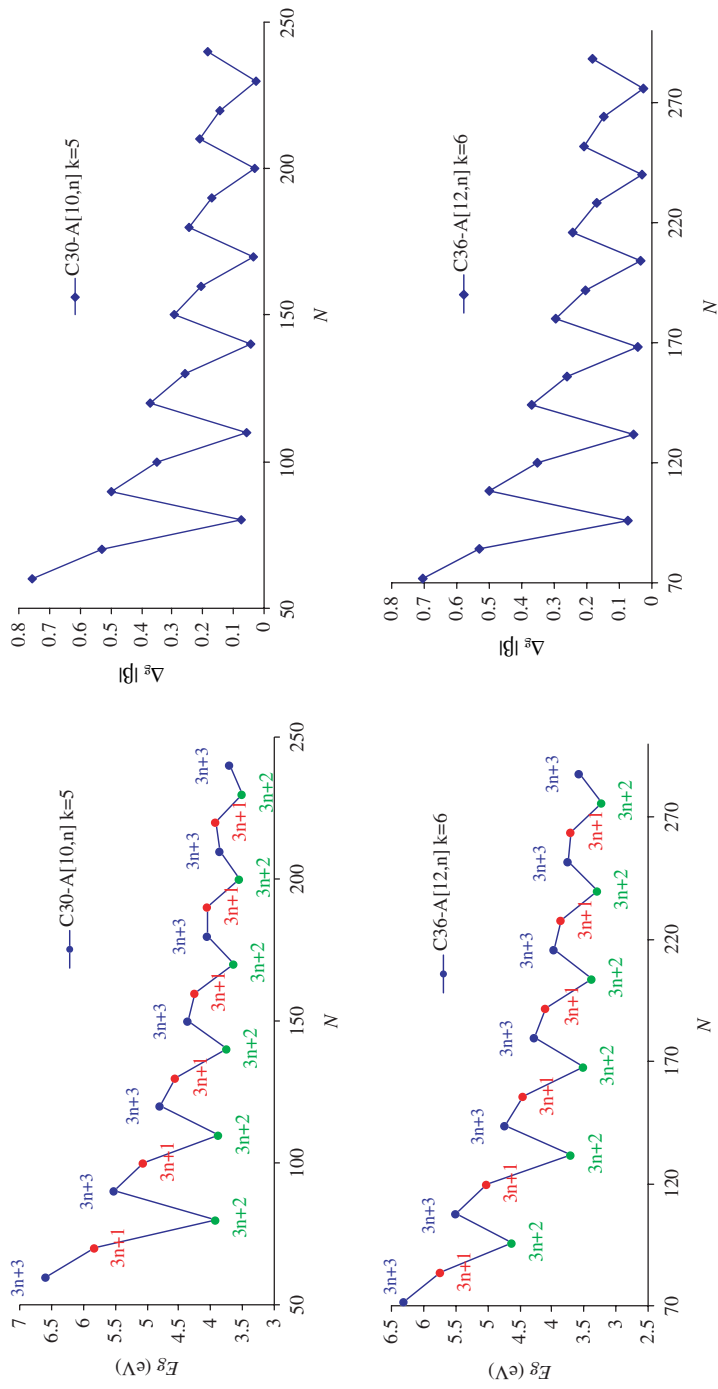 C30-A[10,n] k=5
7
6.5
6
5.5
5
4.5
4
3.5
3
E_g (eV)
3n+3
3n+1
3n+2
3n+3
3n+1
3n+2
3n+3
3n+1
3n+2
3n+3
3n+1
3n+2
3n+3
3n+1
3n+2
3n+3
3n+1
3n+2
3n+3
50 100 150 200 250
N
C30-A[10,n] k=5
0.8
0.7
0.6
0.5
0.4
0.3
0.2
0.1
0
Δ_g |β|
50 100 150 200 250
N
C36-A[12,n] k=6
6.5
6
5.5
5
4.5
4
3.5
3
2.5
E_g (eV)
3n+3
3n+1
3n+2
3n+3
3n+1
3n+2
3n+3
3n+1
3n+2
3n+3
3n+1
3n+2
3n+3
3n+1
3n+2
3n+3
3n+1
3n+2
3n+3
70 120 170 220 270
N
C36-A[12,n] k=6
0.8
0.7
0.6
0.5
0.4
0.3
0.2
0.1
0
Δ_g |β|
70 120 170 220 270
N